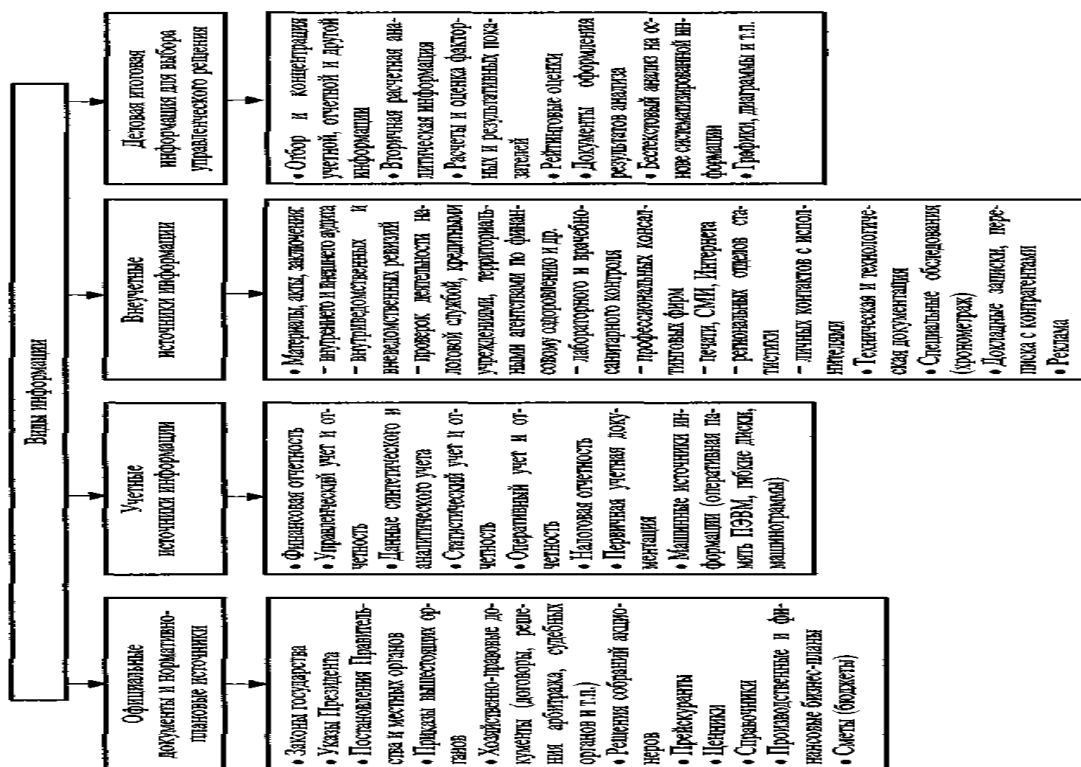 Виды информации
Официальные
документы и нормативно-
плановые источники
• Законы государства
• Указы Президента
• Постановления Правитель-
ства и местных органов
• Приказы вышестоящих ор-
ганов
• Хозяйственно-правовые до-
кументы (договоры, реше-
ния арбитража, судебных
органов и т.п.)
• Решения собраний акцио-
неров
• Прейскуранты
• Ценники
• Справочники
• Производственные и фи-
нансовые бизнес-планы
• Сметы (бюджеты)
Учетные
источники информации
• Финансовая отчетность
• Управленческий учет и от-
четность
• Данные синтетического и
аналитического учета
• Статистический учет и от-
четность
• Оперативный учет и от-
четность
• Налоговая отчетность
• Первичная учетная доку-
ментация
• Машинные источники ин-
формации (оперативная па-
мять ПЭВМ, гибкие диски,
машинограммы)
Внеучетные
источники информации
• Материалы, акты, заключения:
– внутреннего и внешнего аудита
– внутриведомственных и
вневедомственных ревизий
– проверок деятельности на-
логовой службой, кредитными
учреждениями, территориаль-
ными агентствами по финан-
совому оздоровлению и др.
– лабораторного и врачебно-
санитарного контроля
– профессиональных консал-
тинговых фирм
– печати, СМИ, Интернета
– региональных отделов ста-
тистики
– личных контактов с испол-
нителями
• Техническая и технологиче-
ская документация
• Специальные обследования
(хронометраж)
• Докладные записки, пере-
писка с контрагентами
• Реклама
Деловая итоговая
информация для выбора
управленческого решения
• Отбор и концентрация
учетной, отчетной и другой
информации
• Вторичная расчетная ана-
литическая информация
• Расчеты и оценка фактор-
ных и результативных пока-
зателей
• Рейтинговые оценки
• Документы оформления
результатов анализа
• Бестекстовый анализ на ос-
нове систематизированной ин-
формации
• Графики, диаграммы и т.п.